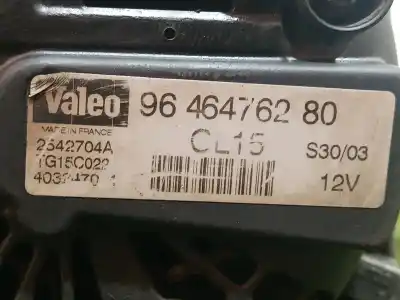 Valeo 96 464762 80
MADE IN FRANCE
2542704A CL15 S30/03
TG15C022
12V